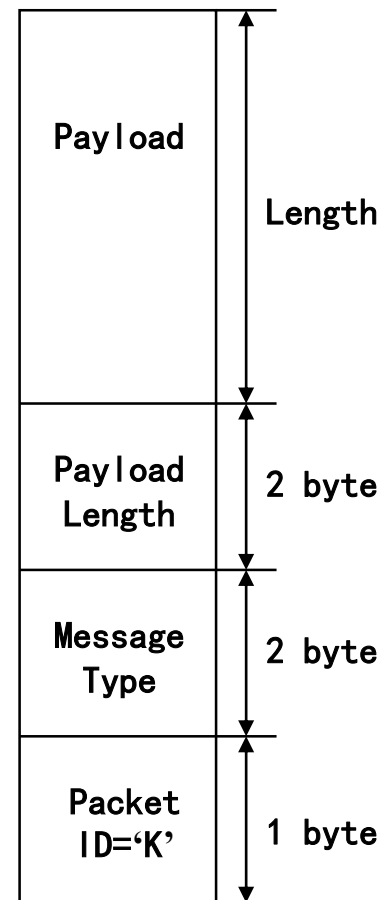 Payload
Length
Payload
Length
2 byte
Message
Type
2 byte
Packet
ID=‘K’
1 byte